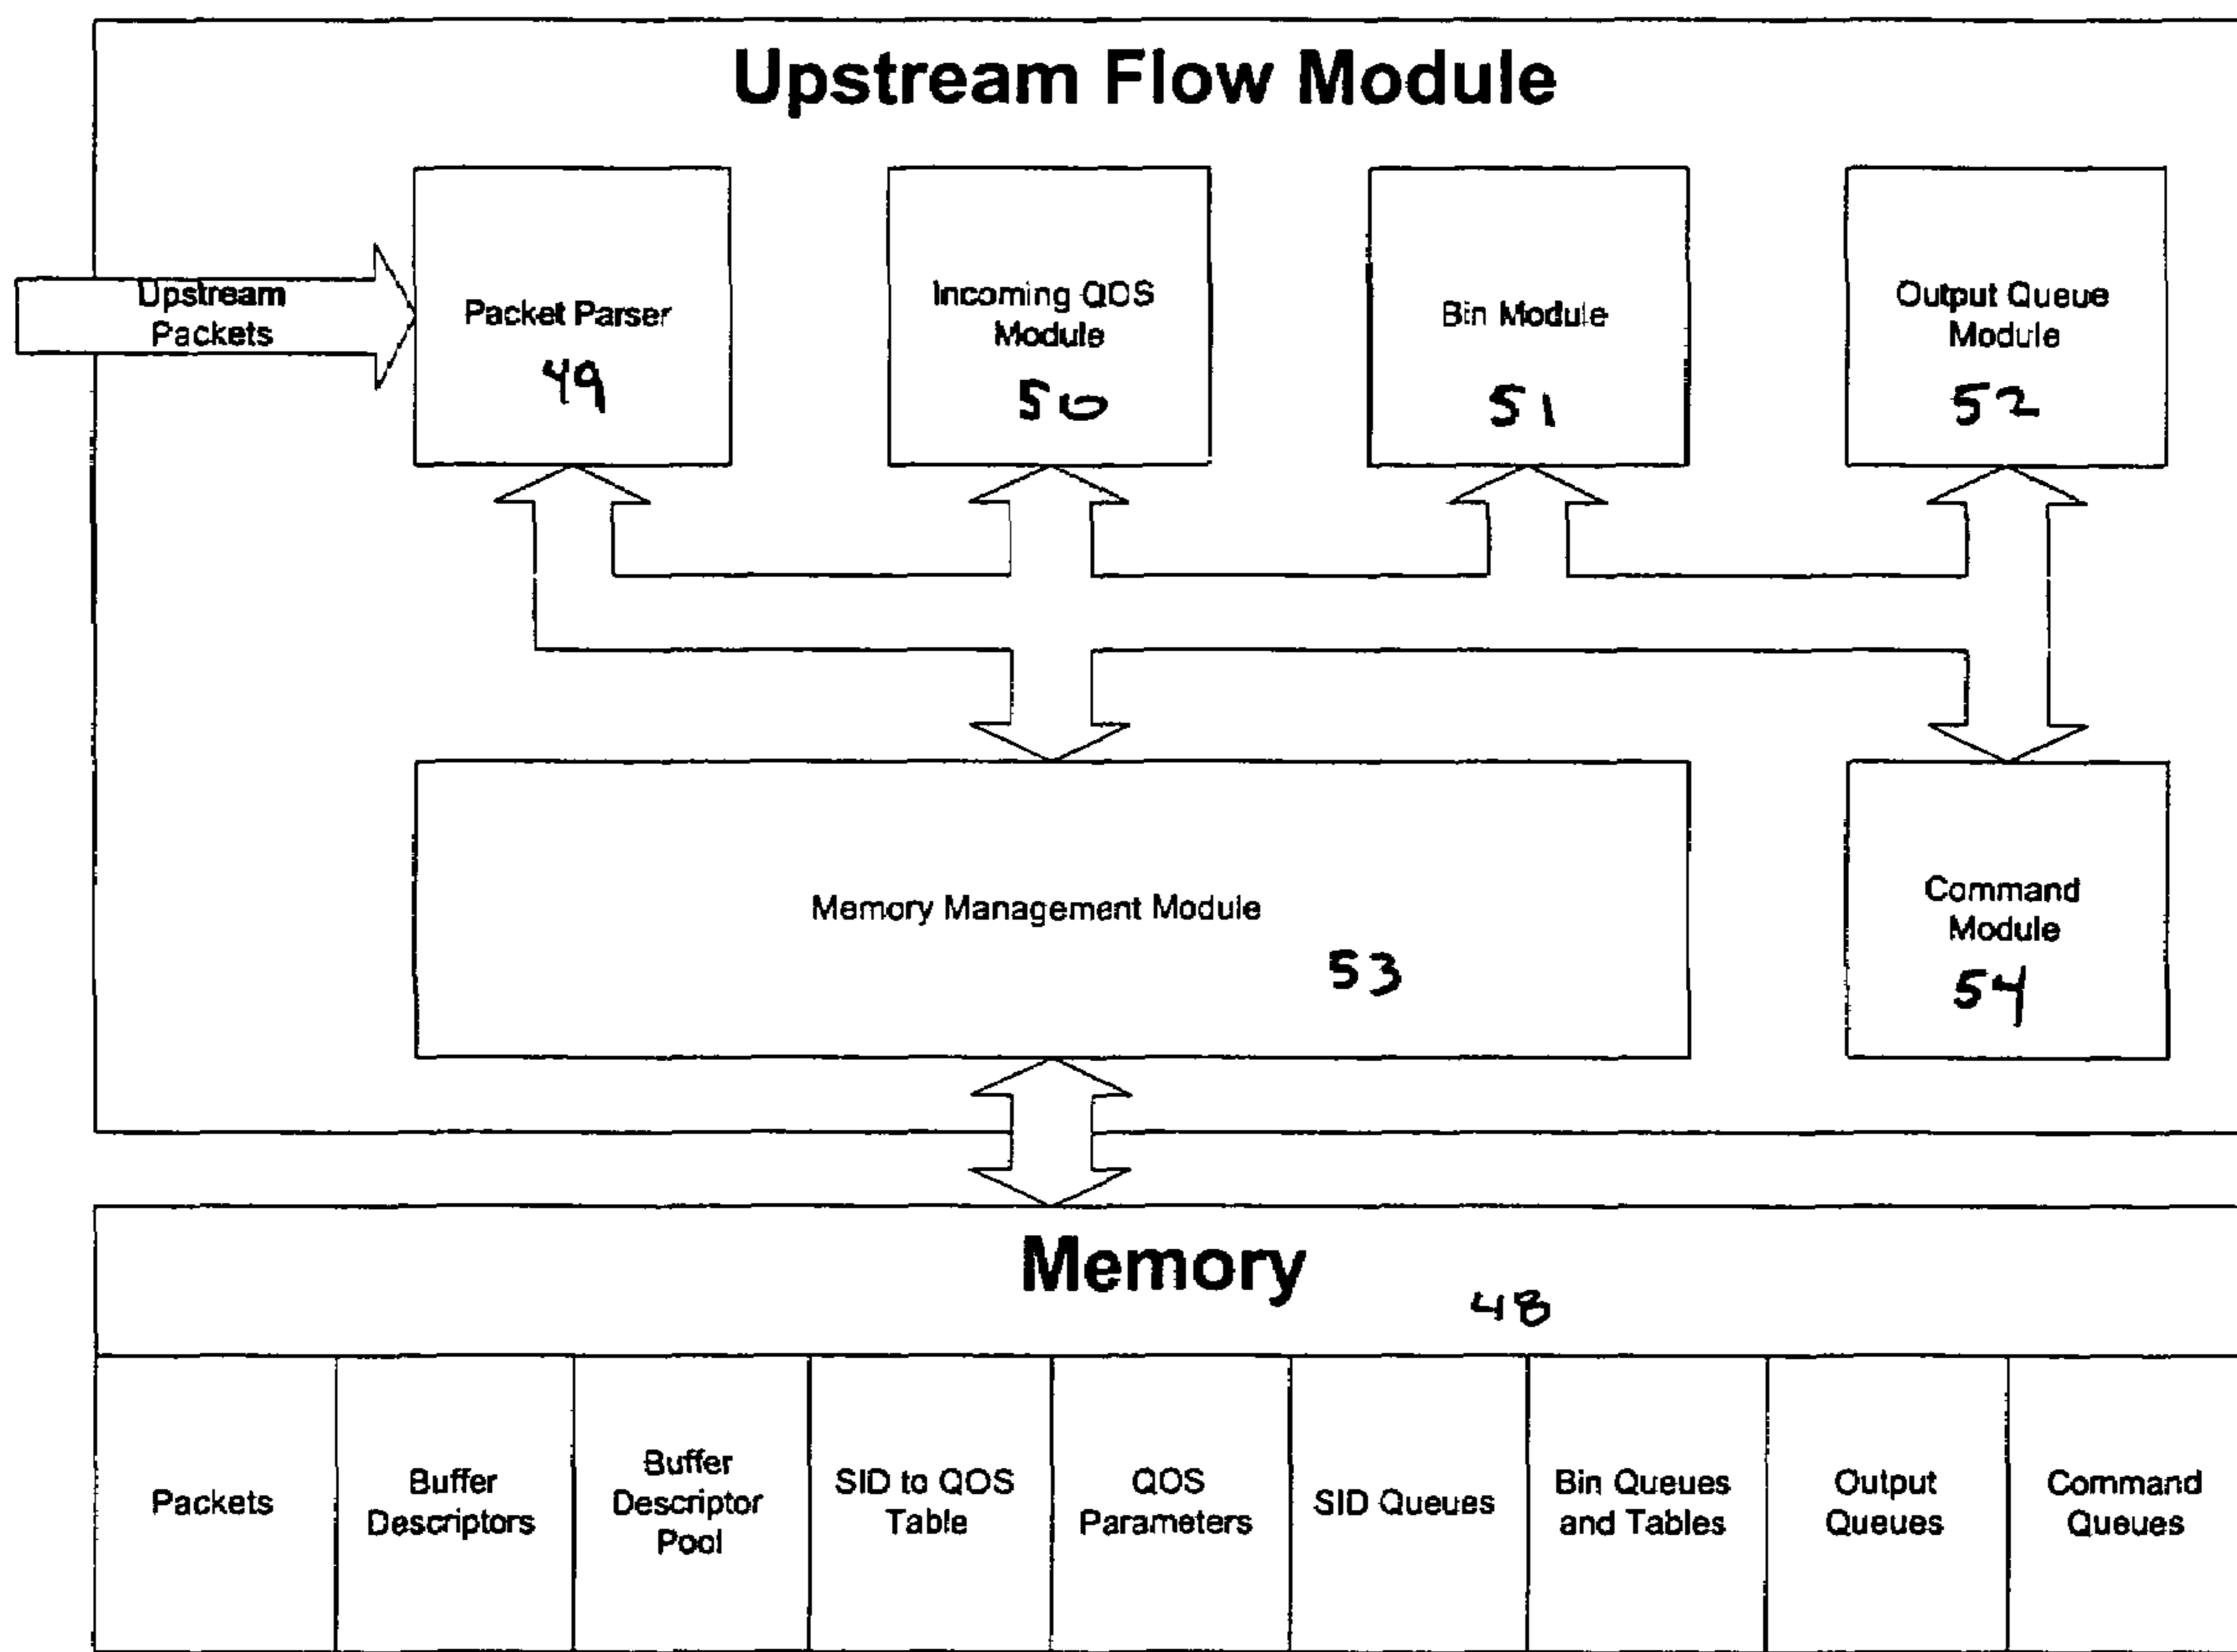 Upstream Flow Module
Upstream
Packets
Packet Parser
49
Incoming QOS
Module
50
Bin Module
51
Output Queue
Module
52
Memory Management Module
53
Command
Module
54
Memory
48
Packets
Buffer
Descriptors
Buffer
Descriptor
Pool
SID to QOS
Table
QOS
Parameters
SID Queues
Bin Queues
and Tables
Output
Queues
Command
Queues